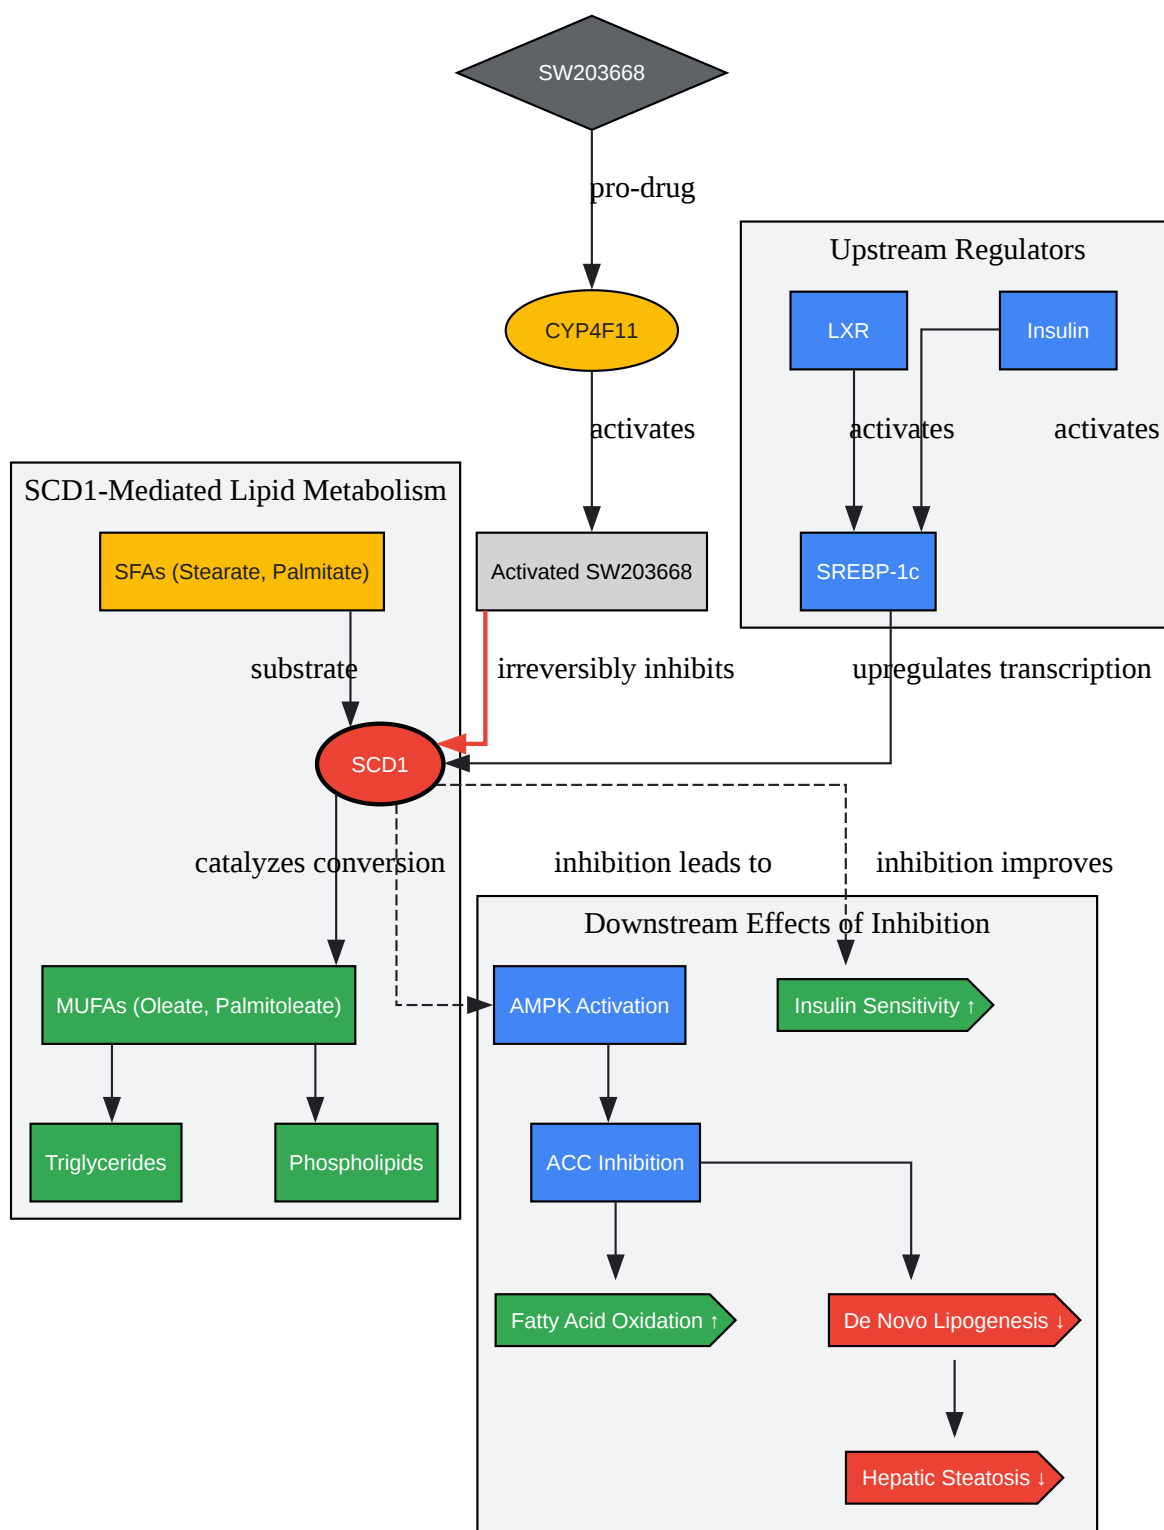 SW203668
pro-drug
Upstream Regulators
LXR
Insulin
CYP4F11
activates
activates
activates
SCD1-Mediated Lipid Metabolism
SFAs (Stearate, Palmitate)
Activated SW203668
SREBP-1c
substrate
irreversibly inhibits
upregulates transcription
SCD1
catalyzes conversion
inhibition leads to
inhibition improves
Downstream Effects of Inhibition
MUFAs (Oleate, Palmitoleate)
AMPK Activation
Insulin Sensitivity ↑
Triglycerides
Phospholipids
ACC Inhibition
Fatty Acid Oxidation ↑
De Novo Lipogenesis ↓
Hepatic Steatosis ↓